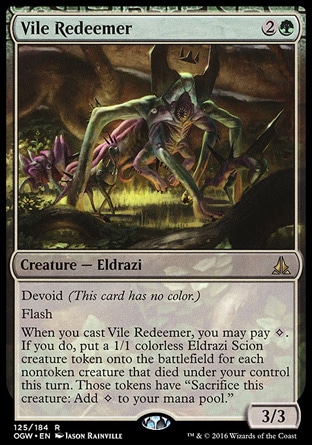 Vile Redeemer 2
Creature — Eldrazi
Devoid (This card has no color.)
Flash
When you cast Vile Redeemer, you may pay ◇.
If you do, put a 1/1 colorless Eldrazi Scion
creature token onto the battlefield for each
nontoken creature that died under your control
this turn. Those tokens have “Sacrifice this
creature: Add ◇ to your mana pool.”
3/3
125/184 R
OGW • EN Jason Rainville
™ & © 2016 Wizards of the Coast